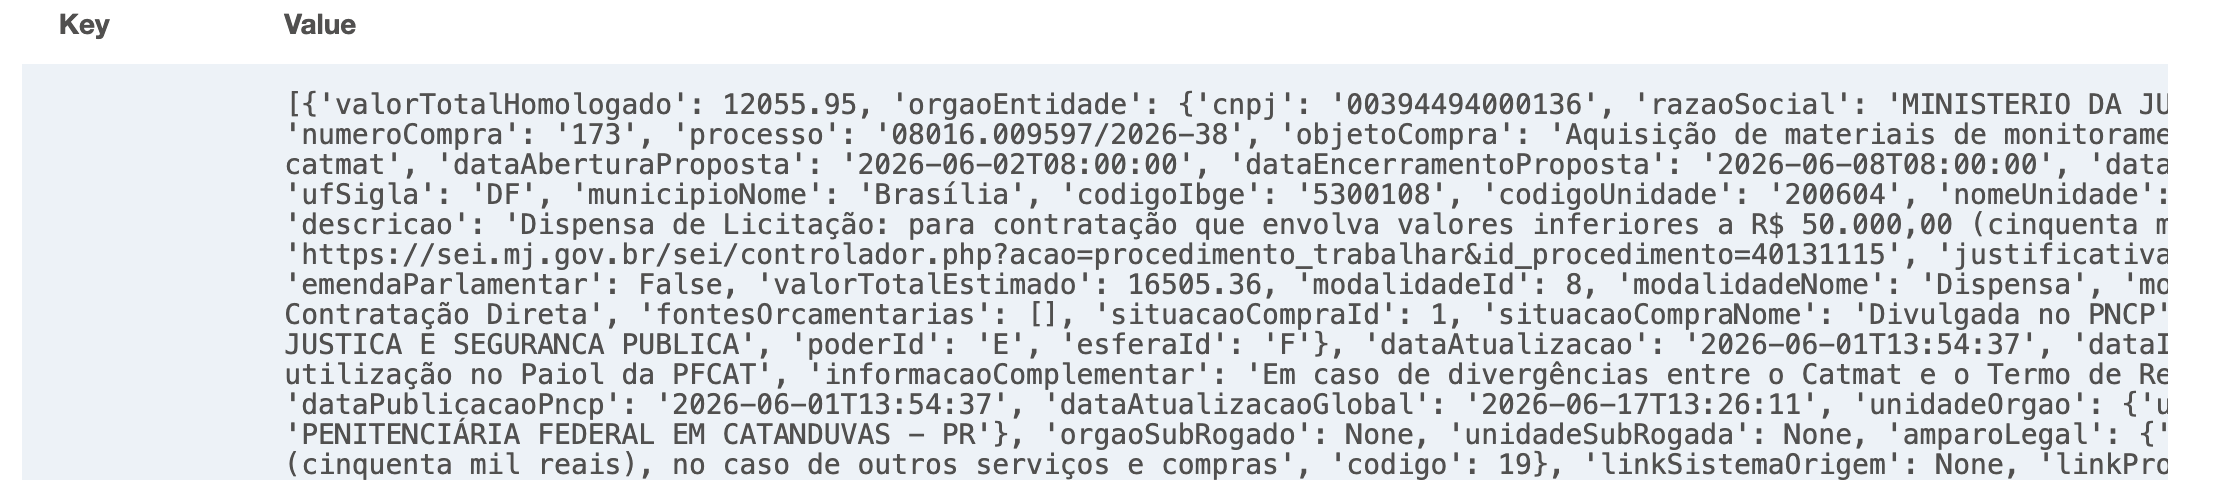 Key Value
[{'valorTotalHomologado': 12055.95, 'orgaoEntidade': {'cnpj': '00394494000136', 'razaoSocial': 'MINISTERIO DA JU
'numeroCompra': '173', 'processo': '08016.009597/2026-38', 'objetoCompra': 'Aquisição de materiais de monitorame
catmat', 'dataAberturaProposta': '2026-06-02T08:00:00', 'dataEncerramentoProposta': '2026-06-08T08:00:00', 'data
'ufSigla': 'DF', 'municipioNome': 'Brasília', 'codigoIbge': '5300108', 'codigoUnidade': '200604', 'nomeUnidade':
'descricao': 'Dispensa de Licitação: para contratação que envolva valores inferiores a R$ 50.000,00 (cinquenta m
'https://sei.mj.gov.br/sei/controlador.php?acao=procedimento_trabalhar&id_procedimento=40131115', 'justificativa
'emendaParlamentar': False, 'valorTotalEstimado': 16505.36, 'modalidadeId': 8, 'modalidadeNome': 'Dispensa', 'mo
Contratação Direta', 'fontesOrcamentarias': [], 'situacaoCompraId': 1, 'situacaoCompraNome': 'Divulgada no PNCP'
JUSTICA E SEGURANCA PUBLICA', 'poderId': 'E', 'esferaId': 'F'}, 'dataAtualizacao': '2026-06-01T13:54:37', 'dataI
utilização no Paiol da PFCAT', 'informacaoComplementar': 'Em caso de divergências entre o Catmat e o Termo de Re
'dataPublicacaoPncp': '2026-06-01T13:54:37', 'dataAtualizacaoGlobal': '2026-06-17T13:26:11', 'unidadeOrgao': {'u
'PENITENCIÁRIA FEDERAL EM CATANDUVAS - PR'}, 'orgaoSubRogado': None, 'unidadeSubRogada': None, 'amparoLegal': {'
(cinquenta mil reais), no caso de outros serviços e compras', 'codigo': 19}, 'linkSistemaOrigem': None, 'linkPro